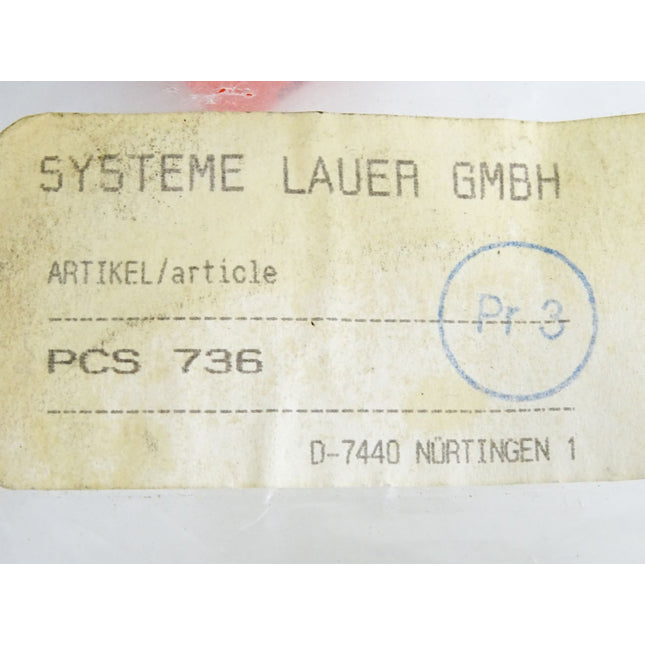 SYSTEME LAUER GMBH
ARTIKEL/article
Pr 3
PCS 736
D-7440 NÜRTINGEN 1